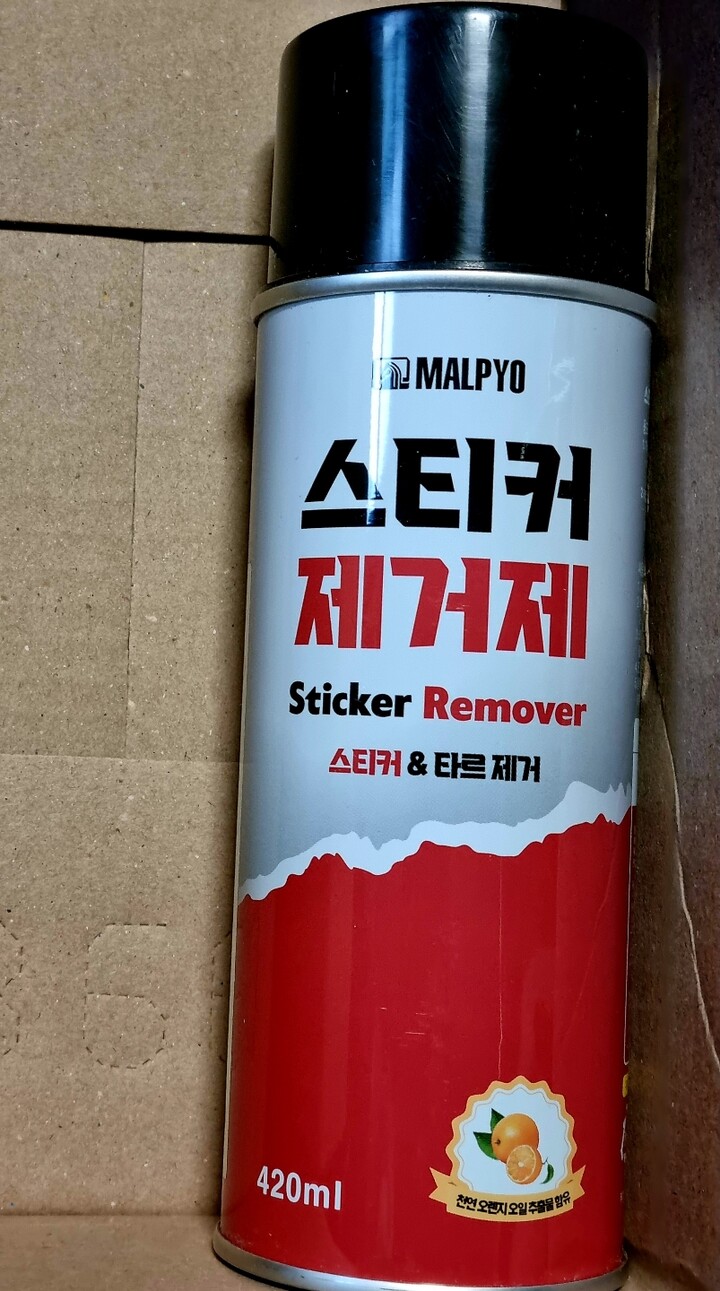 MALPYO
스티커
제거제
Sticker Remover
스티커 & 타르 제거
420ml
천연 오렌지 오일 추출물 함유